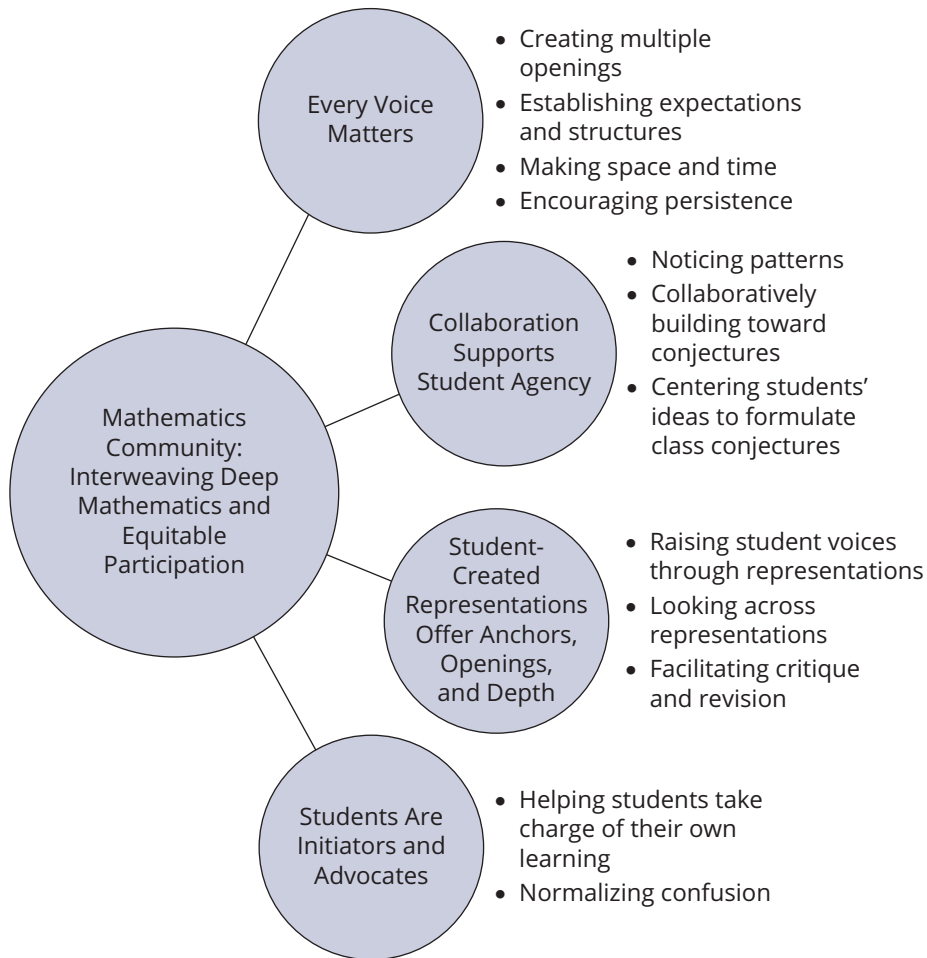 Every Voice
Matters
• Creating multiple
openings
• Establishing expectations
and structures
• Making space and time
• Encouraging persistence
Collaboration
Supports
Student Agency
• Noticing patterns
• Collaboratively
building toward
conjectures
• Centering students’
ideas to formulate
class conjectures
Mathematics
Community:
Interweaving Deep
Mathematics and
Equitable
Participation
Student-
Created
Representations
Offer Anchors,
Openings,
and Depth
• Raising student voices
through representations
• Looking across
representations
• Facilitating critique
and revision
Students Are
Initiators and
Advocates
• Helping students take
charge of their own
learning
• Normalizing confusion